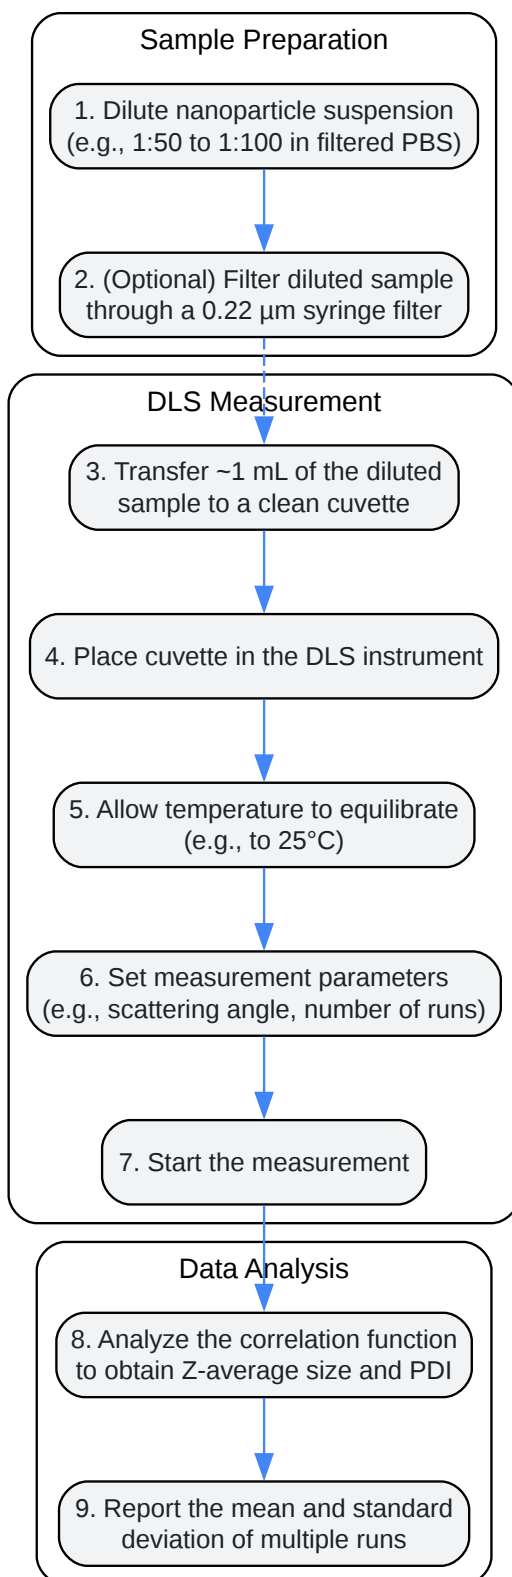 Sample Preparation
1. Dilute nanoparticle suspension
(e.g., 1:50 to 1:100 in filtered PBS)
2. (Optional) Filter diluted sample
through a 0.22 µm syringe filter
DLS Measurement
3. Transfer ~1 mL of the diluted
sample to a clean cuvette
4. Place cuvette in the DLS instrument
5. Allow temperature to equilibrate
(e.g., to 25°C)
6. Set measurement parameters
(e.g., scattering angle, number of runs)
7. Start the measurement
Data Analysis
8. Analyze the correlation function
to obtain Z-average size and PDI
9. Report the mean and standard
deviation of multiple runs